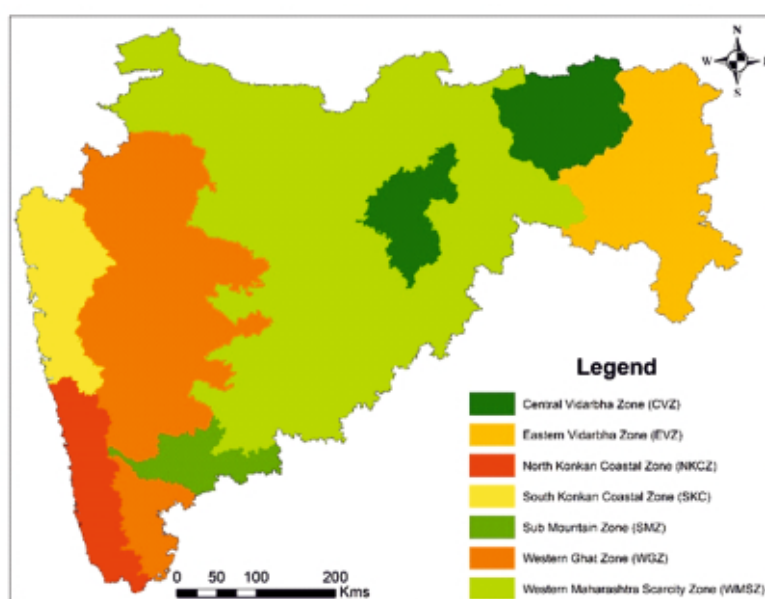 N
W
S
Legend
Central Vidarbha Zone (CVZ)
Eastern Vidarbha Zone (EVZ)
North Konkan Coastal Zone (NKCZ)
South Konkan Coastal Zone (SKC)
Sub Mountain Zone (SMZ)
Western Ghat Zone (WGZ)
Western Maharashtra Scarcity Zone (WMSZ)
0 50 100 200
Kms